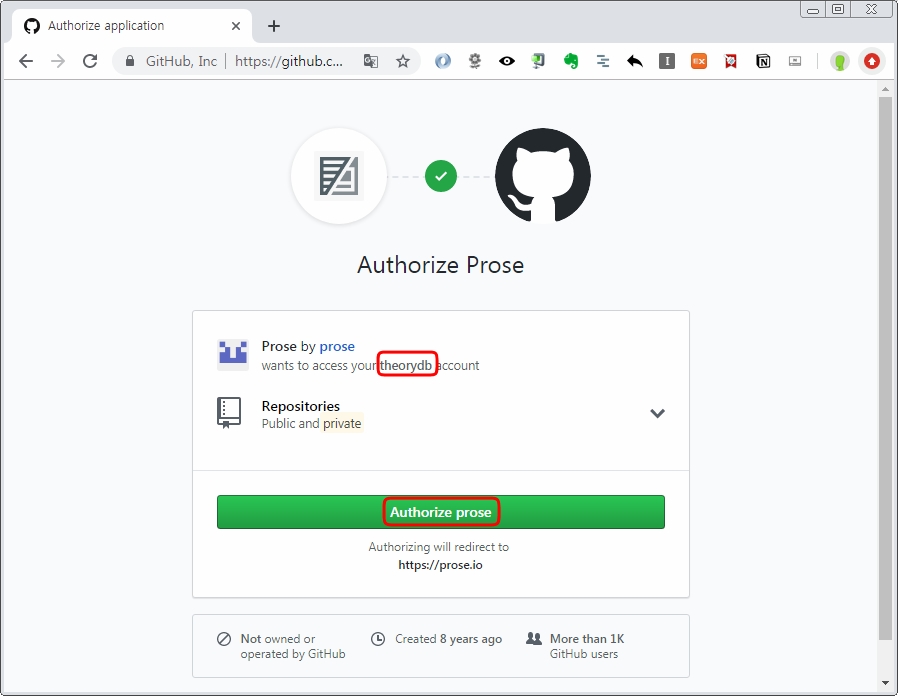 Authorize application
GitHub, Inc | https://github.c...
I
EX
N
Authorize Prose
Prose by prose
wants to access your theorydb account
Repositories
Public and private
Authorize prose
Authorizing will redirect to
https://prose.io
Not owned or
operated by GitHub
Created 8 years ago
More than 1K
GitHub users